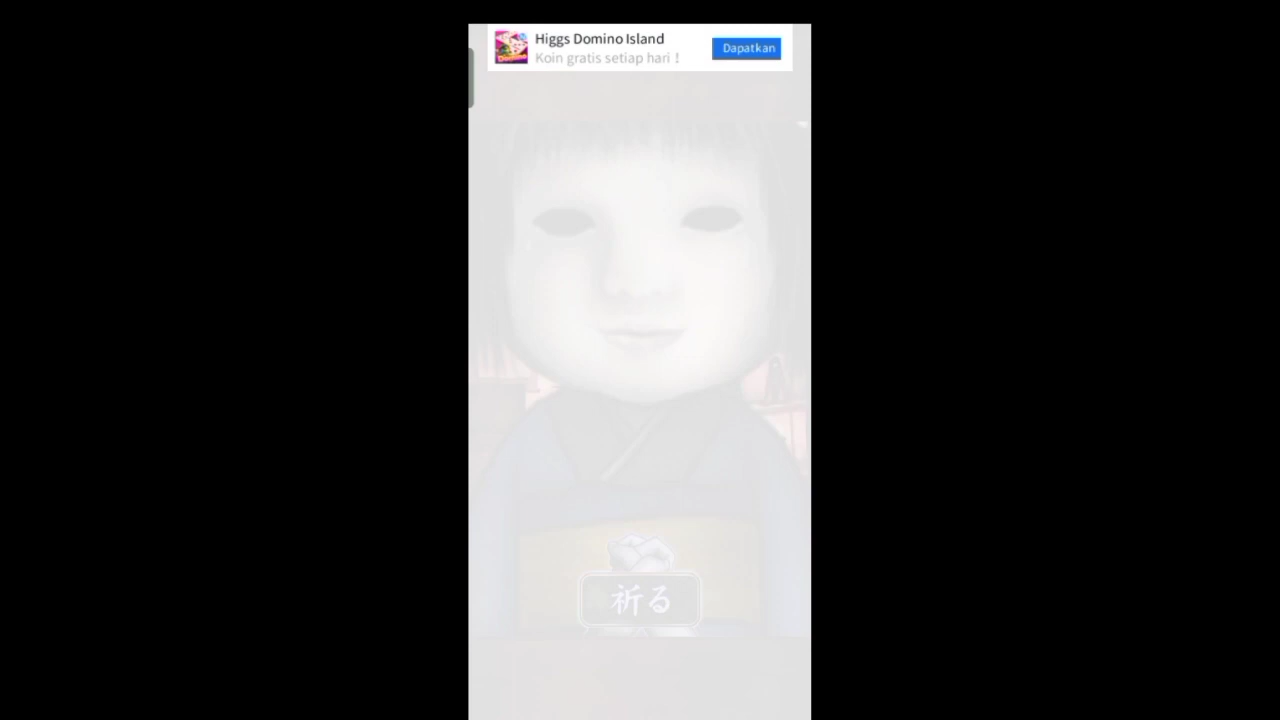 Higgs Domino Island
Koin gratis setiap hari！
Dapatkan
祈る